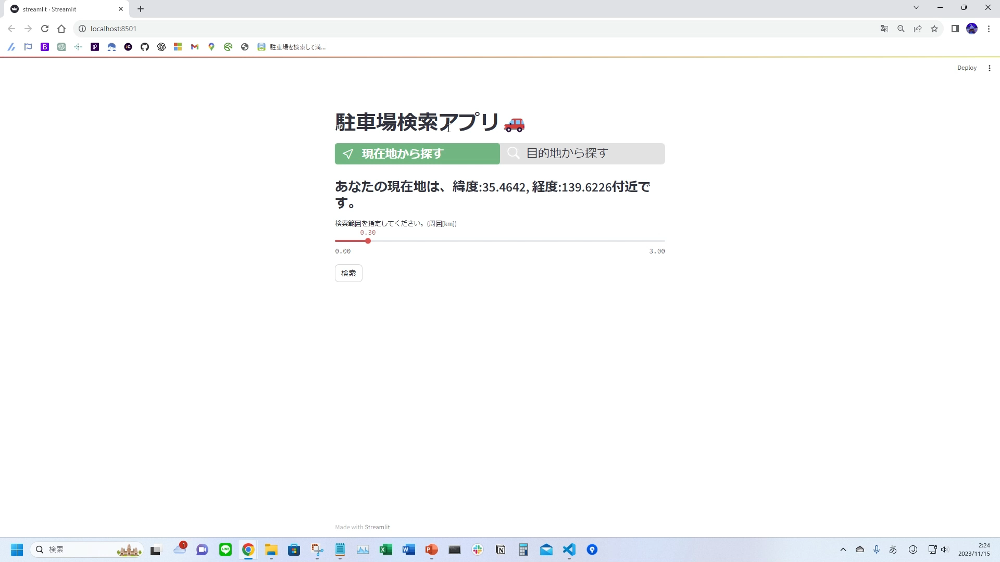 streamlit · Streamlit
localhost:8501
駐車場を検索して満...
Deploy
駐車場検索アプリ
現在地から探す
目的地から探す
あなたの現在地は、緯度:35.4642, 経度:139.6226付近で
す。
検索範囲を指定してください。(周囲[km])
0.30
0.00
3.00
検索
Made with Streamlit
検索
1
あ
2:24
2023/11/15